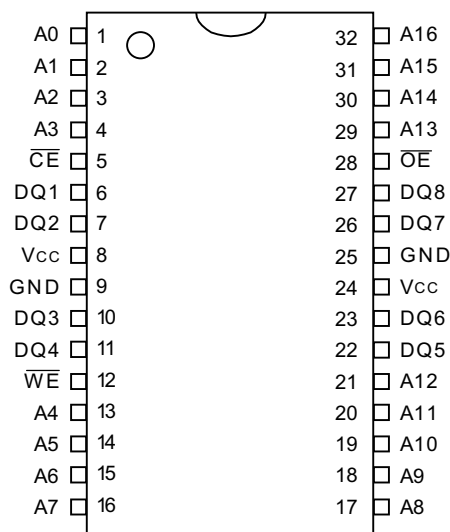 A0 1 32 A16
A1 2 31 A15
A2 3 30 A14
A3 4 29 A13
C̅E̅ 5 28 O̅E̅
DQ1 6 27 DQ8
DQ2 7 26 DQ7
Vcc 8 25 GND
GND 9 24 Vcc
DQ3 10 23 DQ6
DQ4 11 22 DQ5
W̅E̅ 12 21 A12
A4 13 20 A11
A5 14 19 A10
A6 15 18 A9
A7 16 17 A8